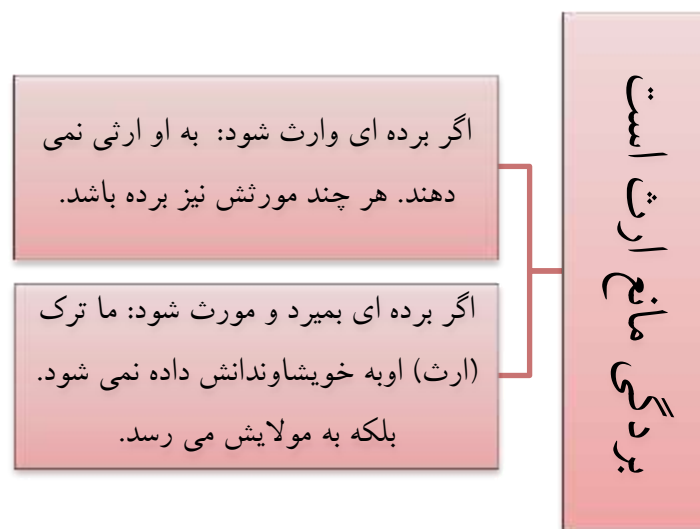 بردگی مانع ارث است
اگر برده ای وارث شود: به او ارثی نمی
دهند. هر چند مورثش نیز برده باشد.
اگر برده ای بمیرد و مورث شود: ما ترک
(ارث) اوبه خویشاوندانش داده نمی شود.
بلکه به مولایش می رسد.